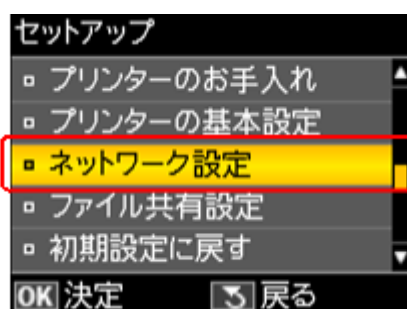 セットアップ
プリンターのお手入れ
プリンターの基本設定
ネットワーク設定
ファイル共有設定
初期設定に戻す
OK 決定 戻る